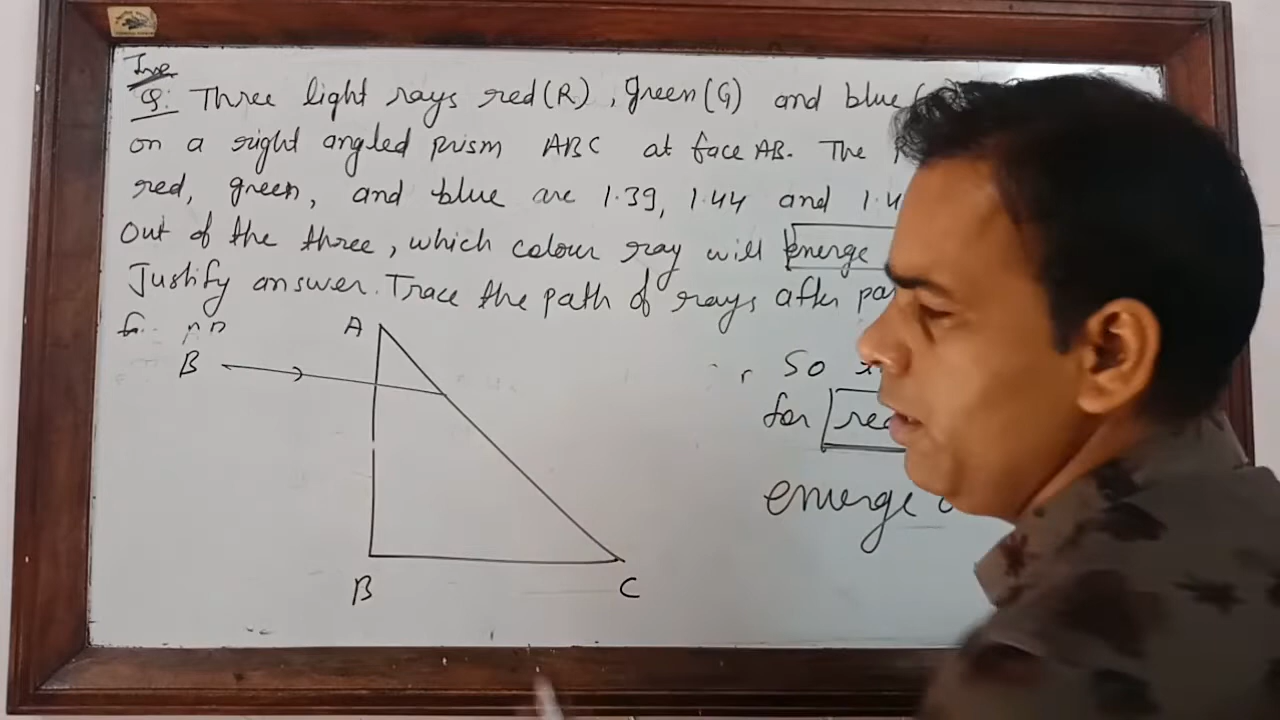 Imp
Q: Three light rays red (R), green (G) and blue (
on a right angled prism ABC at face AB. The
red, green, and blue are 1.39, 1.44 and 1.4
out of the three, which colour ray will emerge
Justify answer. Trace the path of rays after pa
A
B
So
for red
emerge
B
C